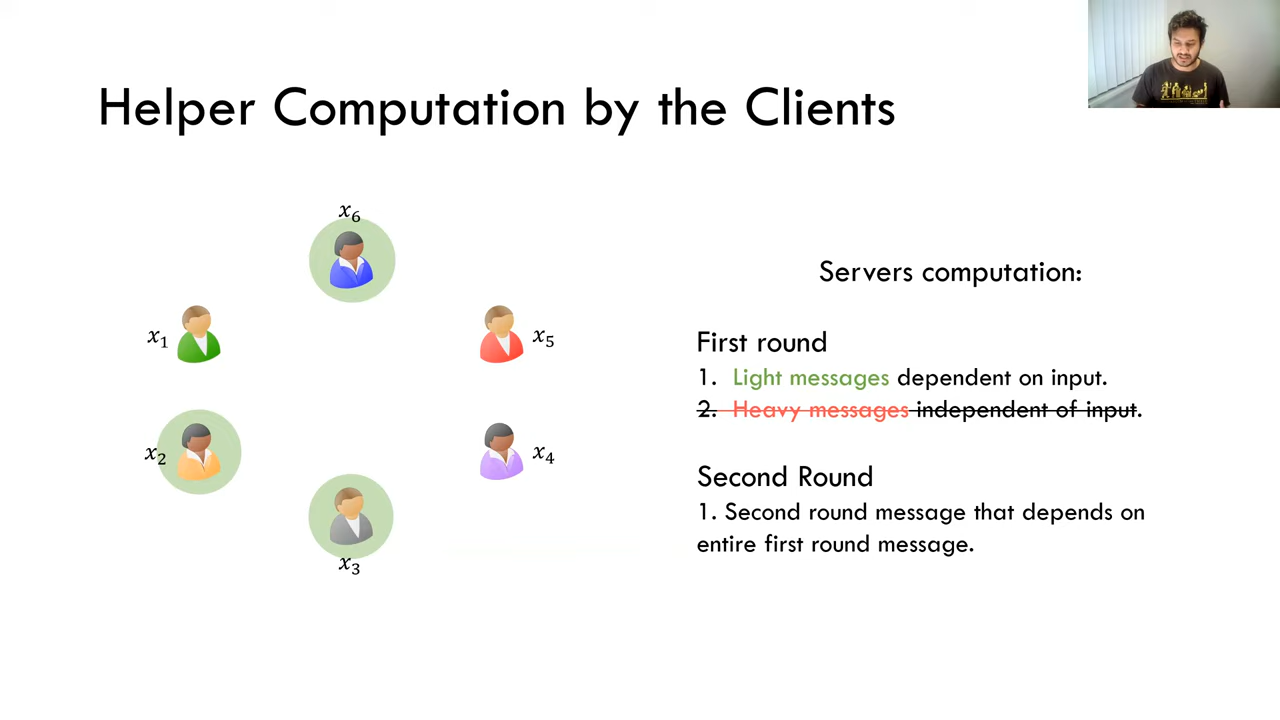 Helper Computation by the Clients
x₆
x₁
x₅
x₂
x₄
x₃
Servers computation:
First round
1. Light messages dependent on input.
2. Heavy messages independent of input.
Second Round
1. Second round message that depends on
entire first round message.